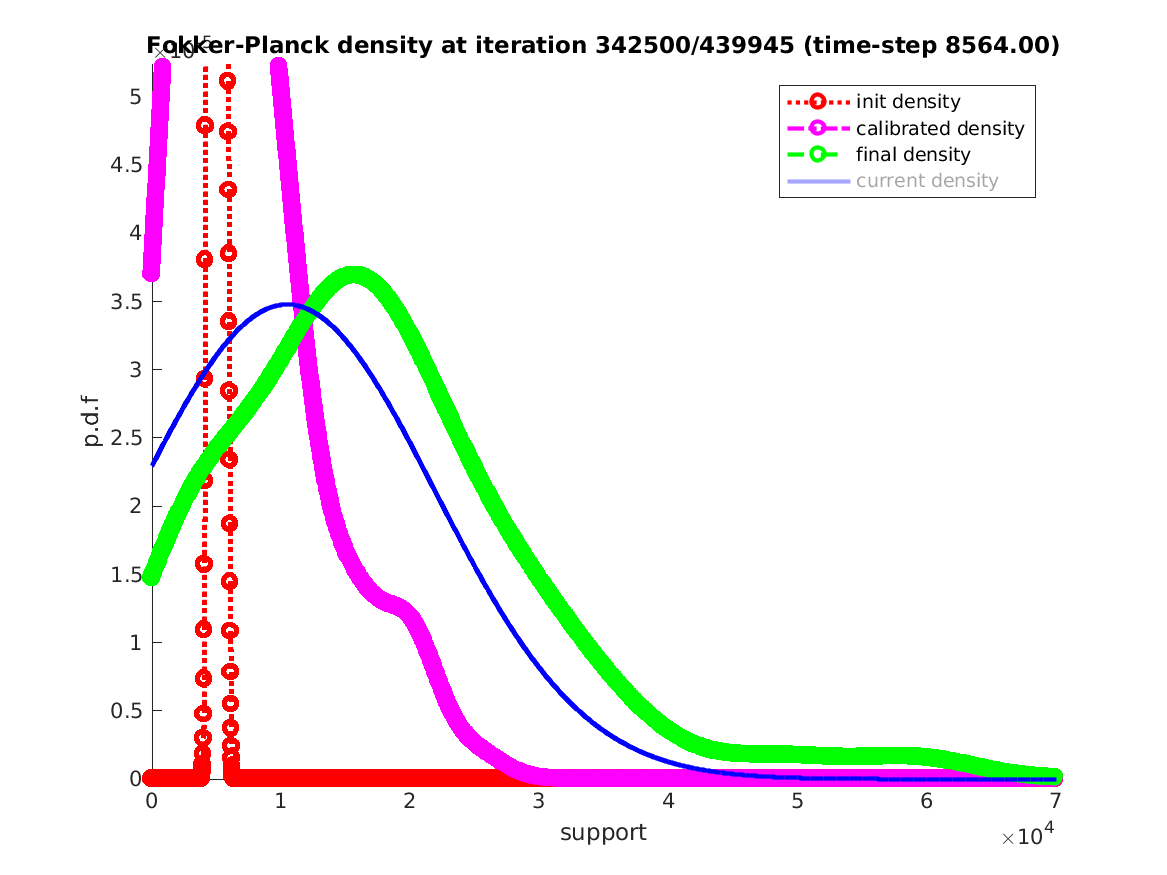 Fokker-Planck density at iteration 342500/439945 (time-step 8564.00)
×10-5
init density
calibrated density
final density
current density
5
4.5
4
3.5
3
2.5
2
1.5
1
0.5
0
p.d.f
0 1 2 3 4 5 6 7
support
×10^4